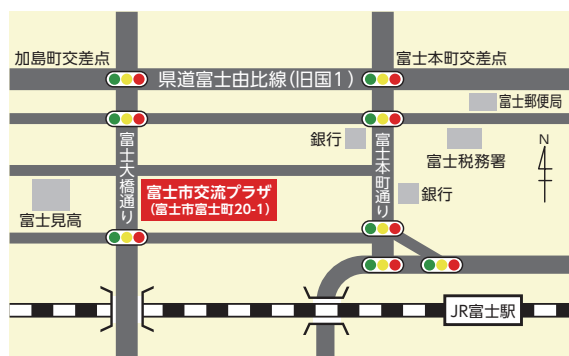 加島町交差点
富士本町交差点
県道富士由比線(旧国1)
富士郵便局
銀行
富士税務署
N
富士大橋通り
富士本町通り
富士市交流プラザ
(富士市富士町20-1)
銀行
富士見高
JR富士駅